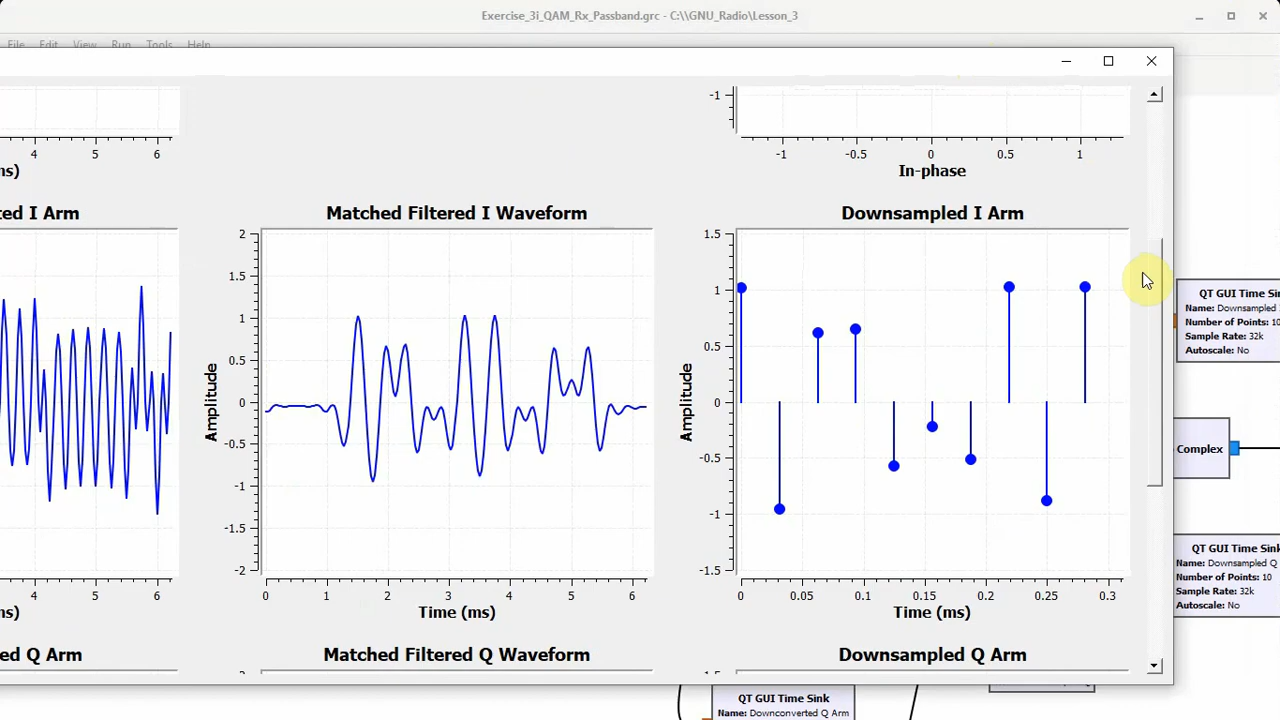 Exercise_3i_QAM_Rx_Passband.grc - C:\\GNU_Radio\Lesson_3
File Edit View Run Tools Help
-1
4 5 6
-1 -0.5 0 0.5 1
s)
In-phase
ed I Arm
Matched Filtered I Waveform
Downsampled I Arm
2
1.5
1
0.5
0
-0.5
-1
-1.5
-2
Amplitude
1.5
1
0.5
0
-0.5
-1
-1.5
Amplitude
4 5 6
0 1 2 3 4 5 6
0 0.05 0.1 0.15 0.2 0.25 0.3
s)
Time (ms)
Time (ms)
ed Q Arm
Matched Filtered Q Waveform
Downsampled Q Arm
1.5
QT GUI Time Sin
Name: Downsampled
Number of Points: 10
Sample Rate: 32k
Autoscale: No
Complex
QT GUI Time Sin
Name: Downsampled Q
Number of Points: 10
Sample Rate: 32k
Autoscale: No
QT GUI Time Sink
Name: Downconverted Q Arm